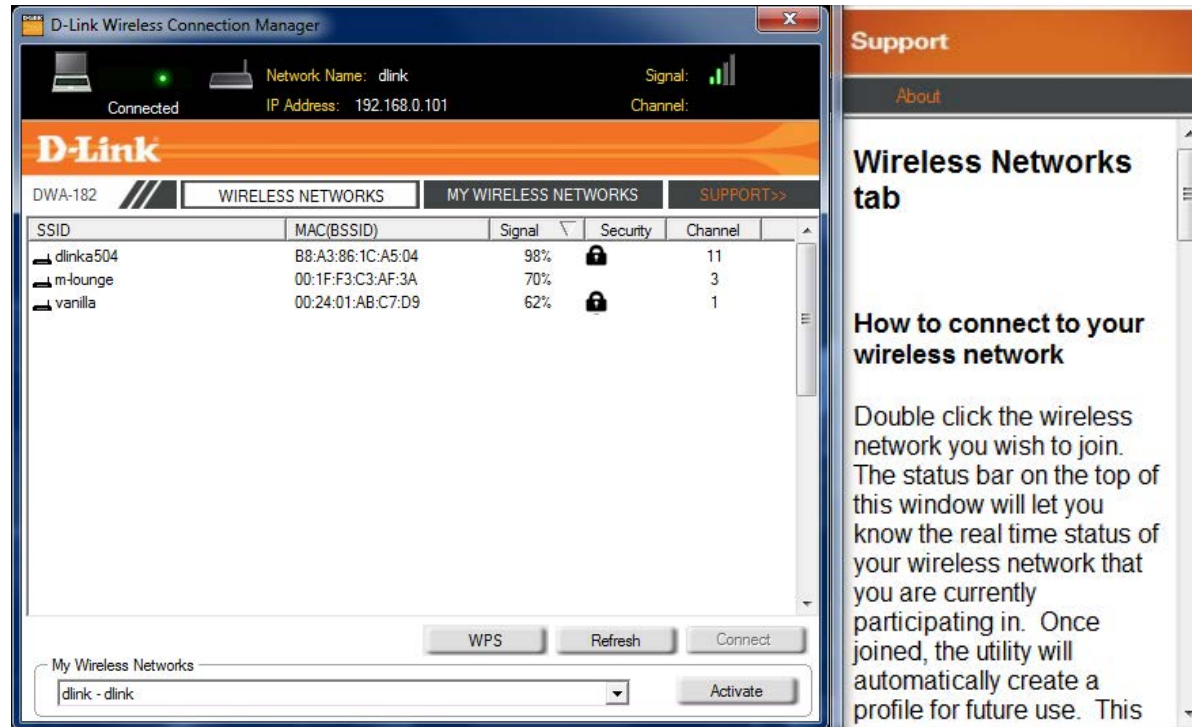 D-Link Wireless Connection Manager
Network Name: dlink
Signal:
Connected
IP Address: 192.168.0.101
Channel:
D-Link
DWA-182
WIRELESS NETWORKS
MY WIRELESS NETWORKS
SUPPORT>>
SSID MAC(BSSID) Signal Security Channel
dlinka504 B8:A3:86:1C:A5:04 98% 11
m-lounge 00:1F:F3:C3:AF:3A 70% 3
vanilla 00:24:01:AB:C7:D9 62% 1
WPS
Refresh
Connect
My Wireless Networks
dlink - dlink
Activate
Support
About
Wireless Networks
tab
How to connect to your
wireless network
Double click the wireless
network you wish to join.
The status bar on the top of
this window will let you
know the real time status of
your wireless network that
you are currently
participating in. Once
joined, the utility will
automatically create a
profile for future use. This